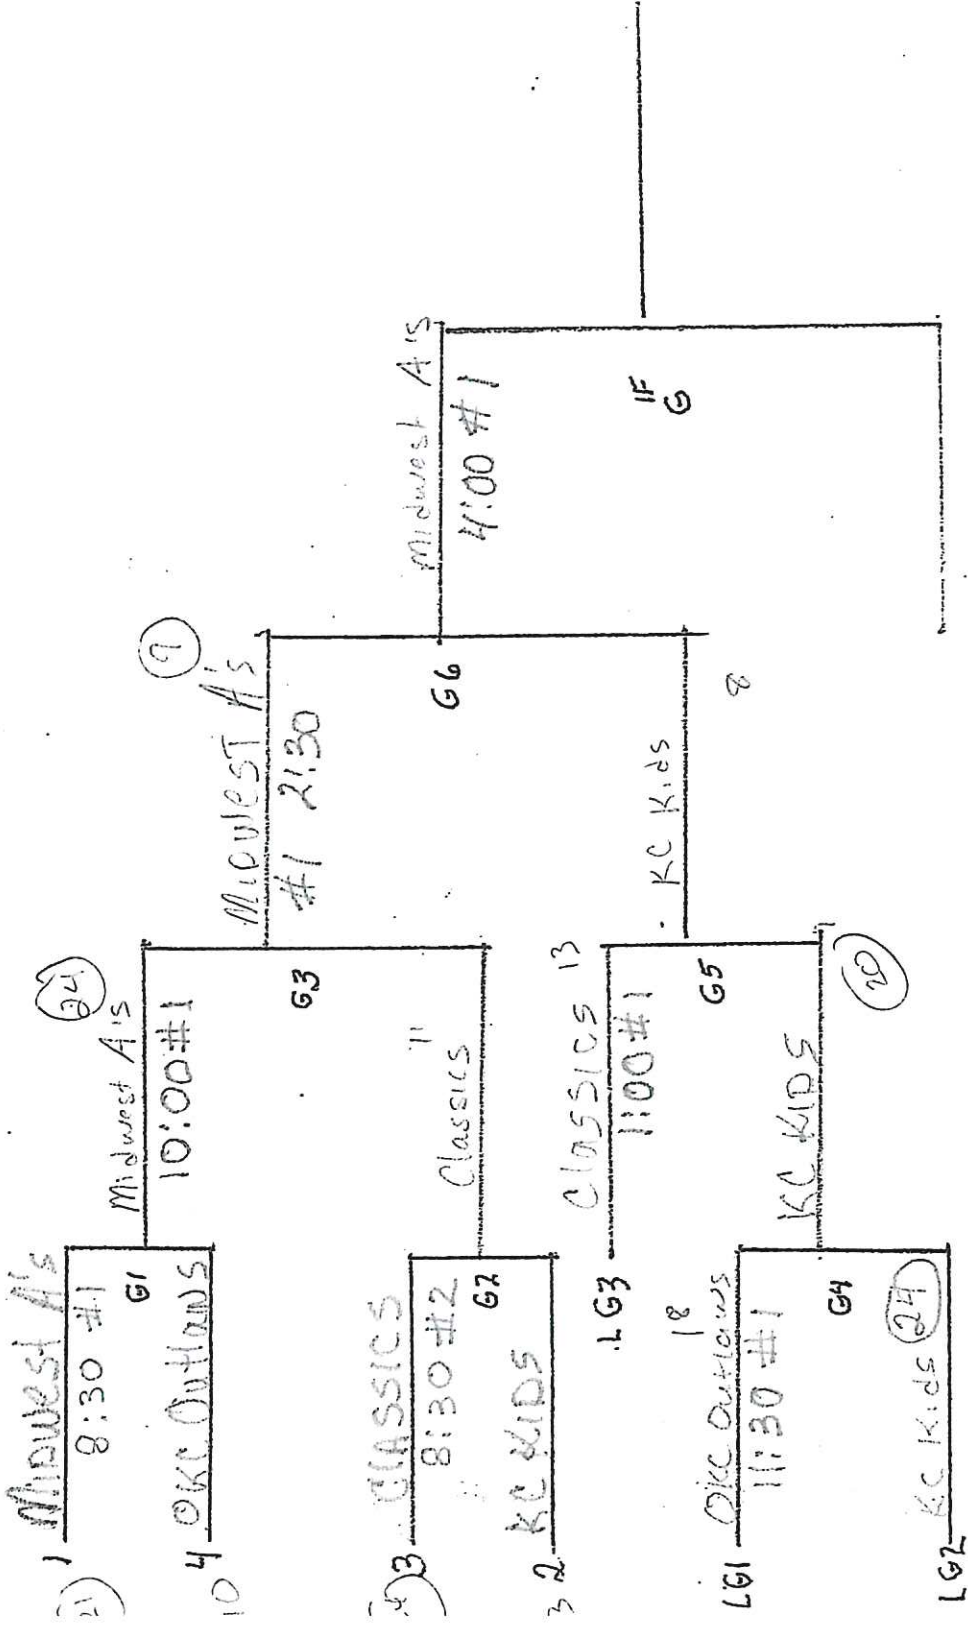 1 Midwest A's
8:30 #1
G1
4 OKC Outlaws
10
Midwest A's 24
10:00 #1
G3
3 CLASSICS
8:30 #2
G2
2 KC KIDS
3
Classics 11
Midwest A's 9
#1 2:30
G6
LG3 Classics 13
1:00 #1
G5
LG1 OKC Outlaws 18
11:30 #1
G4
LG2 KC Kids 24
KC KIDS 20
KC Kids 8
Midwest A's
4:00 #1
IF
G